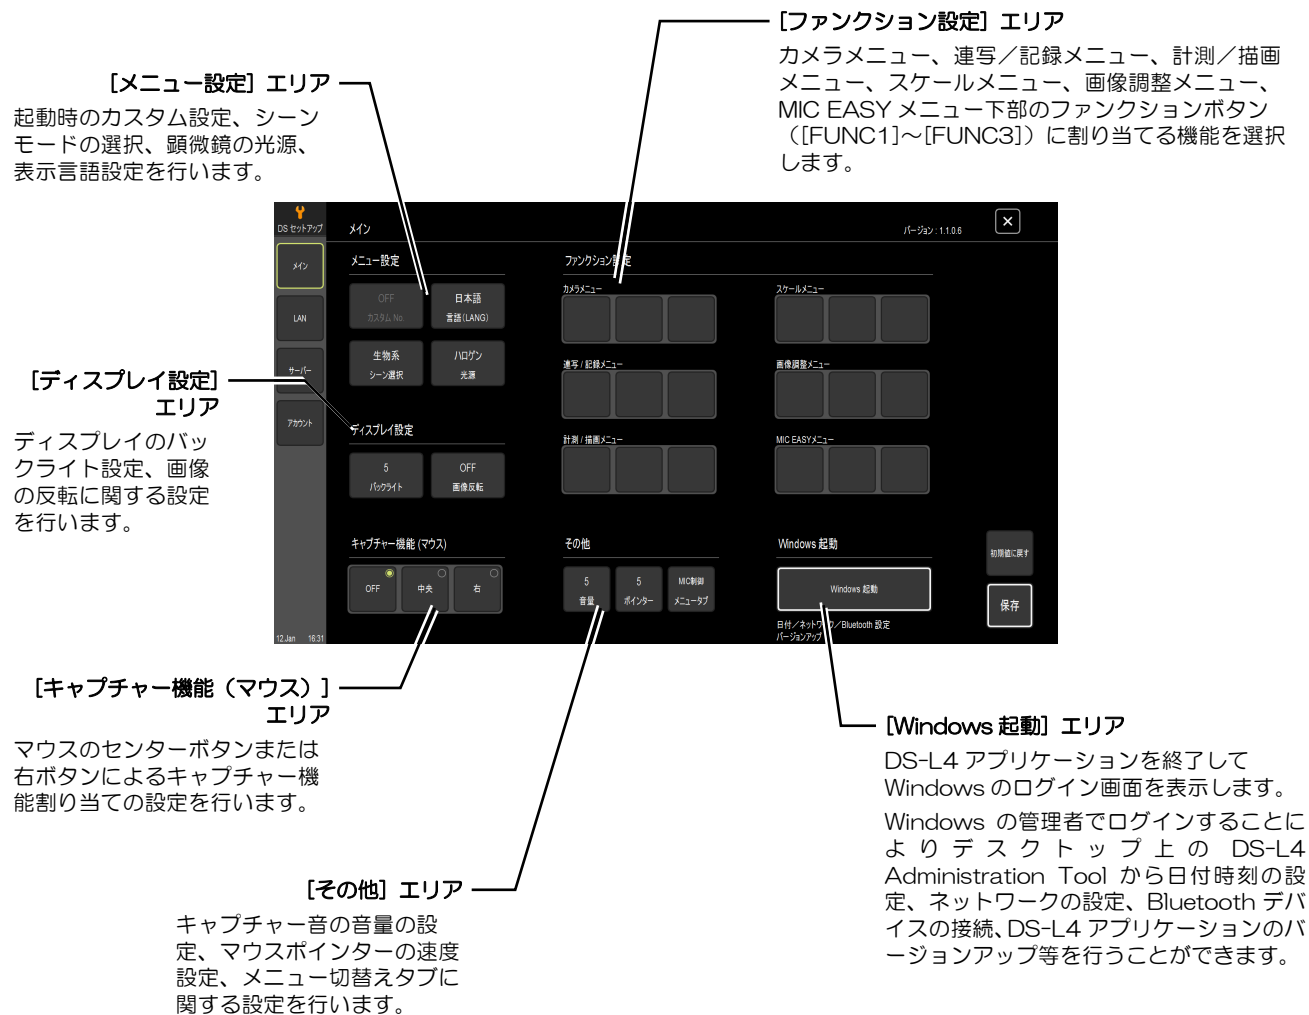 [ファンクション設定] エリア
カメラメニュー、連写／記録メニュー、計測／描画
メニュー、スケールメニュー、画像調整メニュー、
MIC EASY メニュー下部のファンクションボタン
（[FUNC1]～[FUNC3]）に割り当てる機能を選択
します。
[メニュー設定] エリア
起動時のカスタム設定、シーン
モードの選択、顕微鏡の光源、
表示言語設定を行います。
DS セットアップ
メイン
バージョン : 1.1.0.6
メイン
LAN
サーバー
アカウント
12.Jan 16:31
メニュー設定
OFF
カスタム No.
日本語
言語(LANG)
生物系
シーン選択
ハロゲン
光源
ディスプレイ設定
5
バックライト
OFF
画像反転
キャプチャー機能 (マウス)
OFF
中央
右
ファンクション設定
カメラメニュー
スケールメニュー
連写 / 記録メニュー
画像調整メニュー
計測 / 描画メニュー
MIC EASYメニュー
その他
5
音量
5
ポインター
MIC制御
メニュータブ
Windows 起動
Windows 起動
日付／ネットワーク／Bluetooth 設定
バージョンアップ
初期値に戻す
保存
[ディスプレイ設定]
エリア
ディスプレイのバッ
クライト設定、画像
の反転に関する設定
を行います。
[キャプチャー機能（マウス）]
エリア
マウスのセンターボタンまたは
右ボタンによるキャプチャー機
能割り当ての設定を行います。
[その他] エリア
キャプチャー音の音量の設
定、マウスポインターの速度
設定、メニュー切替えタブに
関する設定を行います。
[Windows 起動] エリア
DS-L4 アプリケーションを終了して
Windows のログイン画面を表示します。
Windows の管理者でログインすることに
よりデスクトップ上の DS-L4
Administration Tool から日付時刻の設
定、ネットワークの設定、Bluetooth デバ
イスの接続、DS-L4 アプリケーションのバ
ージョンアップ等を行うことができます。